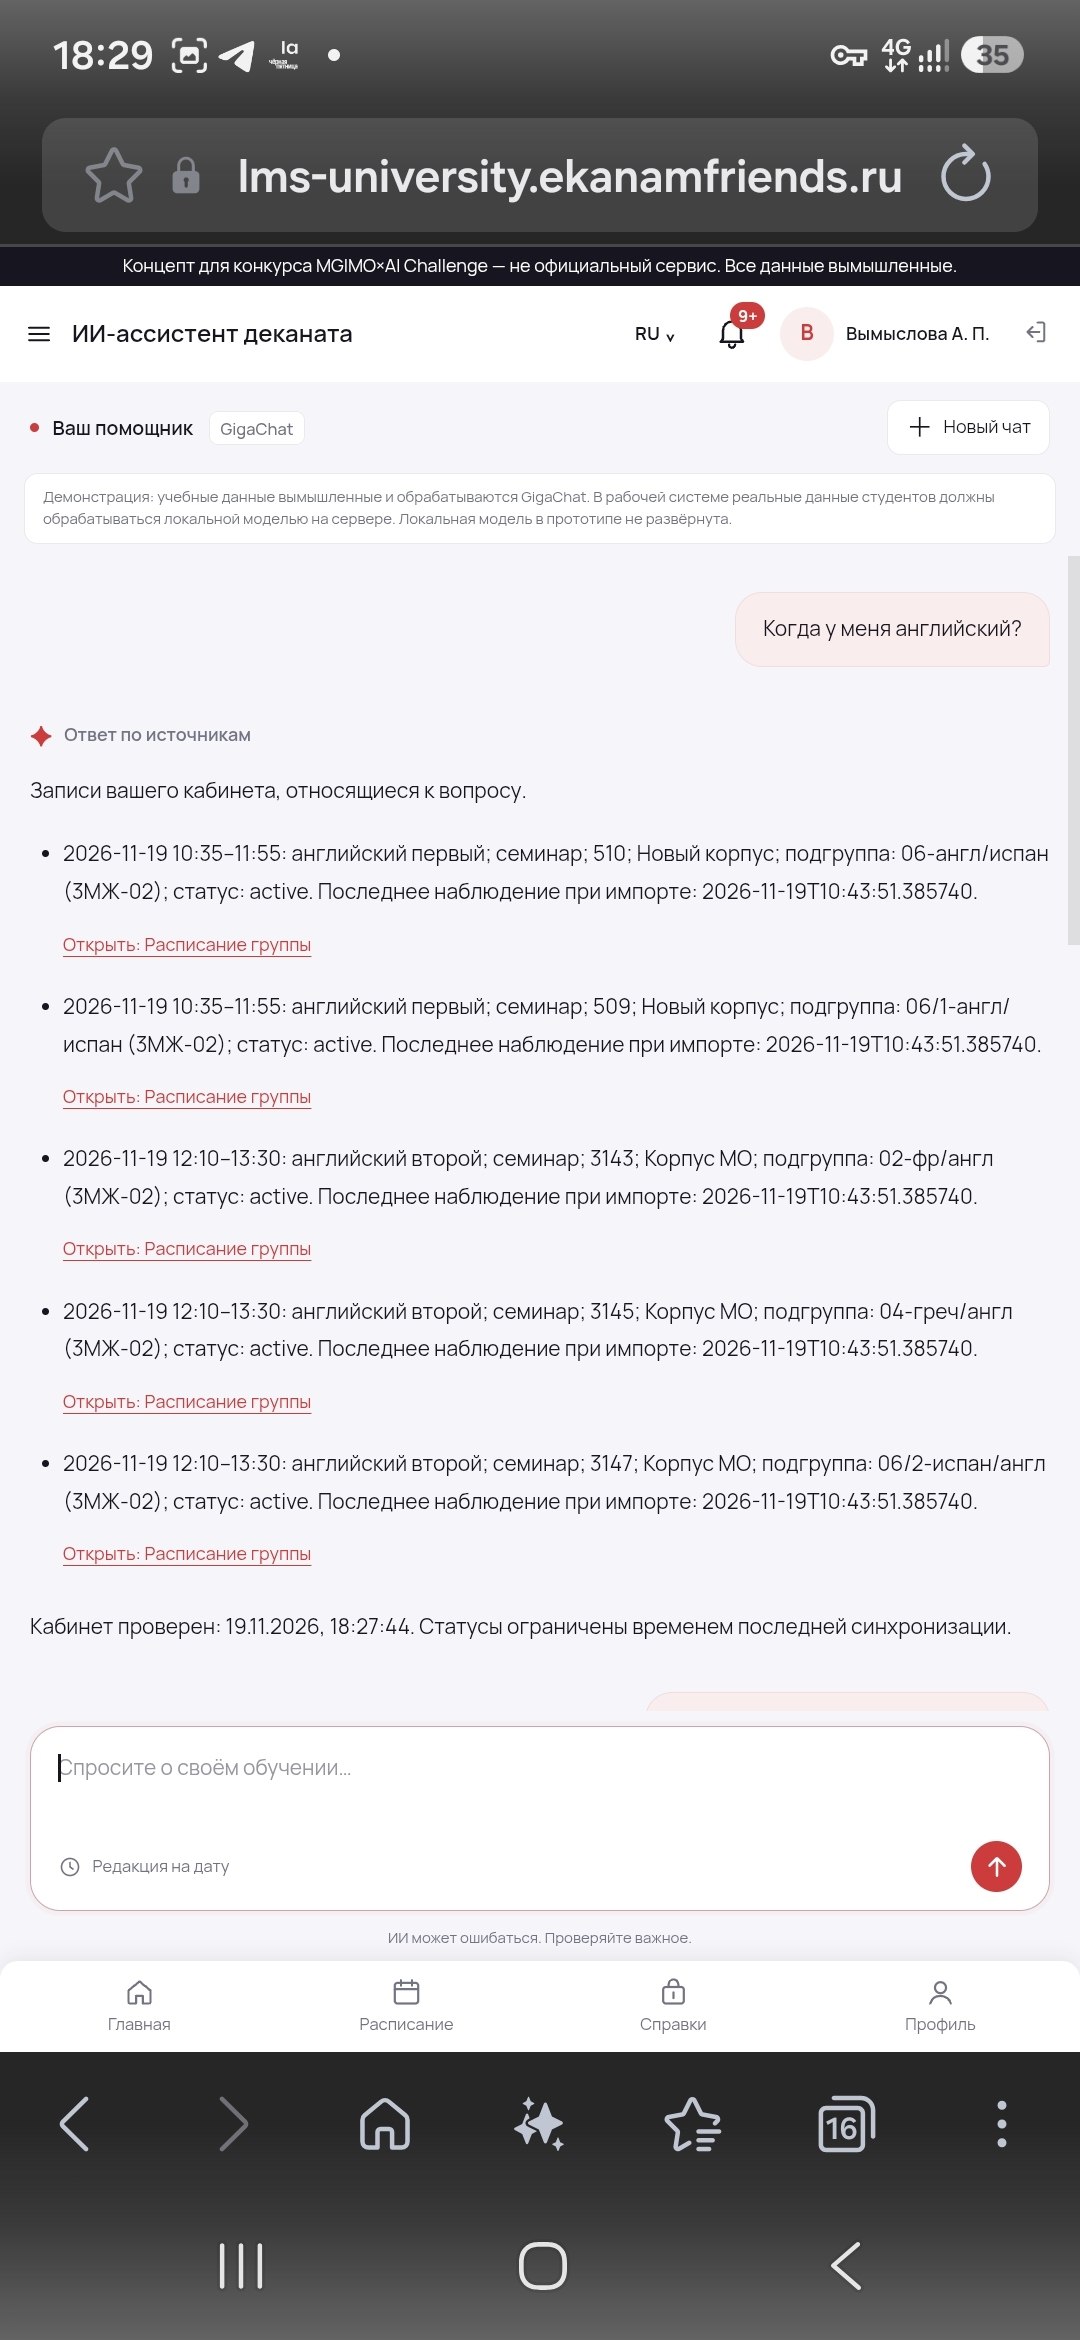 18:29
la
4G
35
lms-university.ekanamfriends.ru
Концепт для конкурса MGIMO×AI Challenge — не официальный сервис. Все данные вымышленные.
ИИ-ассистент деканата
RU
9+
В
Вымыслова А. П.
Ваш помощник
GigaChat
Новый чат
Демонстрация: учебные данные вымышленные и обрабатываются GigaChat. В рабочей системе реальные данные студентов должны
обрабатываться локальной моделью на сервере. Локальная модель в прототипе не развёрнута.
Когда у меня английский?
Ответ по источникам
Записи вашего кабинета, относящиеся к вопросу.
• 2026-11-19 10:35–11:55: английский первый; семинар; 510; Новый корпус; подгруппа: 06-англ/испан
(ЗМЖ-02); статус: active. Последнее наблюдение при импорте: 2026-11-19T10:43:51.385740.
Открыть: Расписание группы
• 2026-11-19 10:35–11:55: английский первый; семинар; 509; Новый корпус; подгруппа: 06/1-англ/
испан (ЗМЖ-02); статус: active. Последнее наблюдение при импорте: 2026-11-19T10:43:51.385740.
Открыть: Расписание группы
• 2026-11-19 12:10–13:30: английский второй; семинар; 3143; Корпус МО; подгруппа: 02-фр/англ
(ЗМЖ-02); статус: active. Последнее наблюдение при импорте: 2026-11-19T10:43:51.385740.
Открыть: Расписание группы
• 2026-11-19 12:10–13:30: английский второй; семинар; 3145; Корпус МО; подгруппа: 04-греч/англ
(ЗМЖ-02); статус: active. Последнее наблюдение при импорте: 2026-11-19T10:43:51.385740.
Открыть: Расписание группы
• 2026-11-19 12:10–13:30: английский второй; семинар; 3147; Корпус МО; подгруппа: 06/2-испан/англ
(ЗМЖ-02); статус: active. Последнее наблюдение при импорте: 2026-11-19T10:43:51.385740.
Открыть: Расписание группы
Кабинет проверен: 19.11.2026, 18:27:44. Статусы ограничены временем последней синхронизации.
Спросите о своём обучении...
Редакция на дату
ИИ может ошибаться. Проверяйте важное.
Главная
Расписание
Справки
Профиль
16